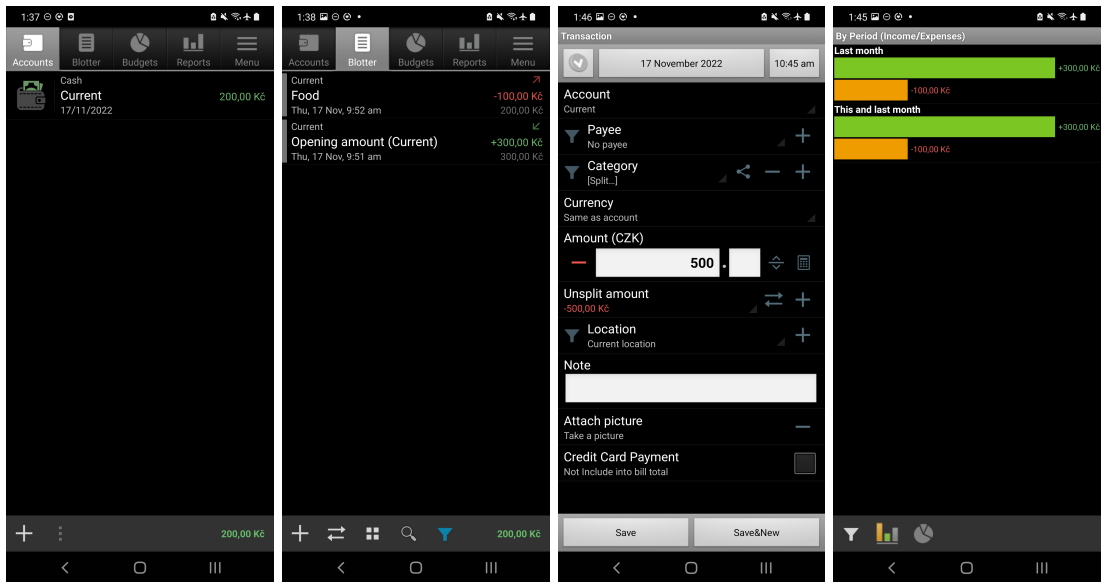 1:37
Accounts
Blotter
Budgets
Reports
Menu
Cash
Current
200,00 Kč
17/11/2022
200,00 Kč
1:38
Accounts
Blotter
Budgets
Reports
Menu
Current
Food
-100,00 Kč
Thu, 17 Nov, 9:52 am
200,00 Kč
Current
Opening amount (Current)
+300,00 Kč
Thu, 17 Nov, 9:51 am
300,00 Kč
200,00 Kč
1:46
Transaction
17 November 2022
10:45 am
Account
Current
Payee
No payee
Category
[Split...]
Currency
Same as account
Amount (CZK)
500 .
Unsplit amount
-500,00 Kč
Location
Current location
Note
Attach picture
Take a picture
Credit Card Payment
Not Include into bill total
Save
Save&New
1:45
By Period (Income/Expenses)
Last month
+300,00 Kč
-100,00 Kč
This and last month
+300,00 Kč
-100,00 Kč